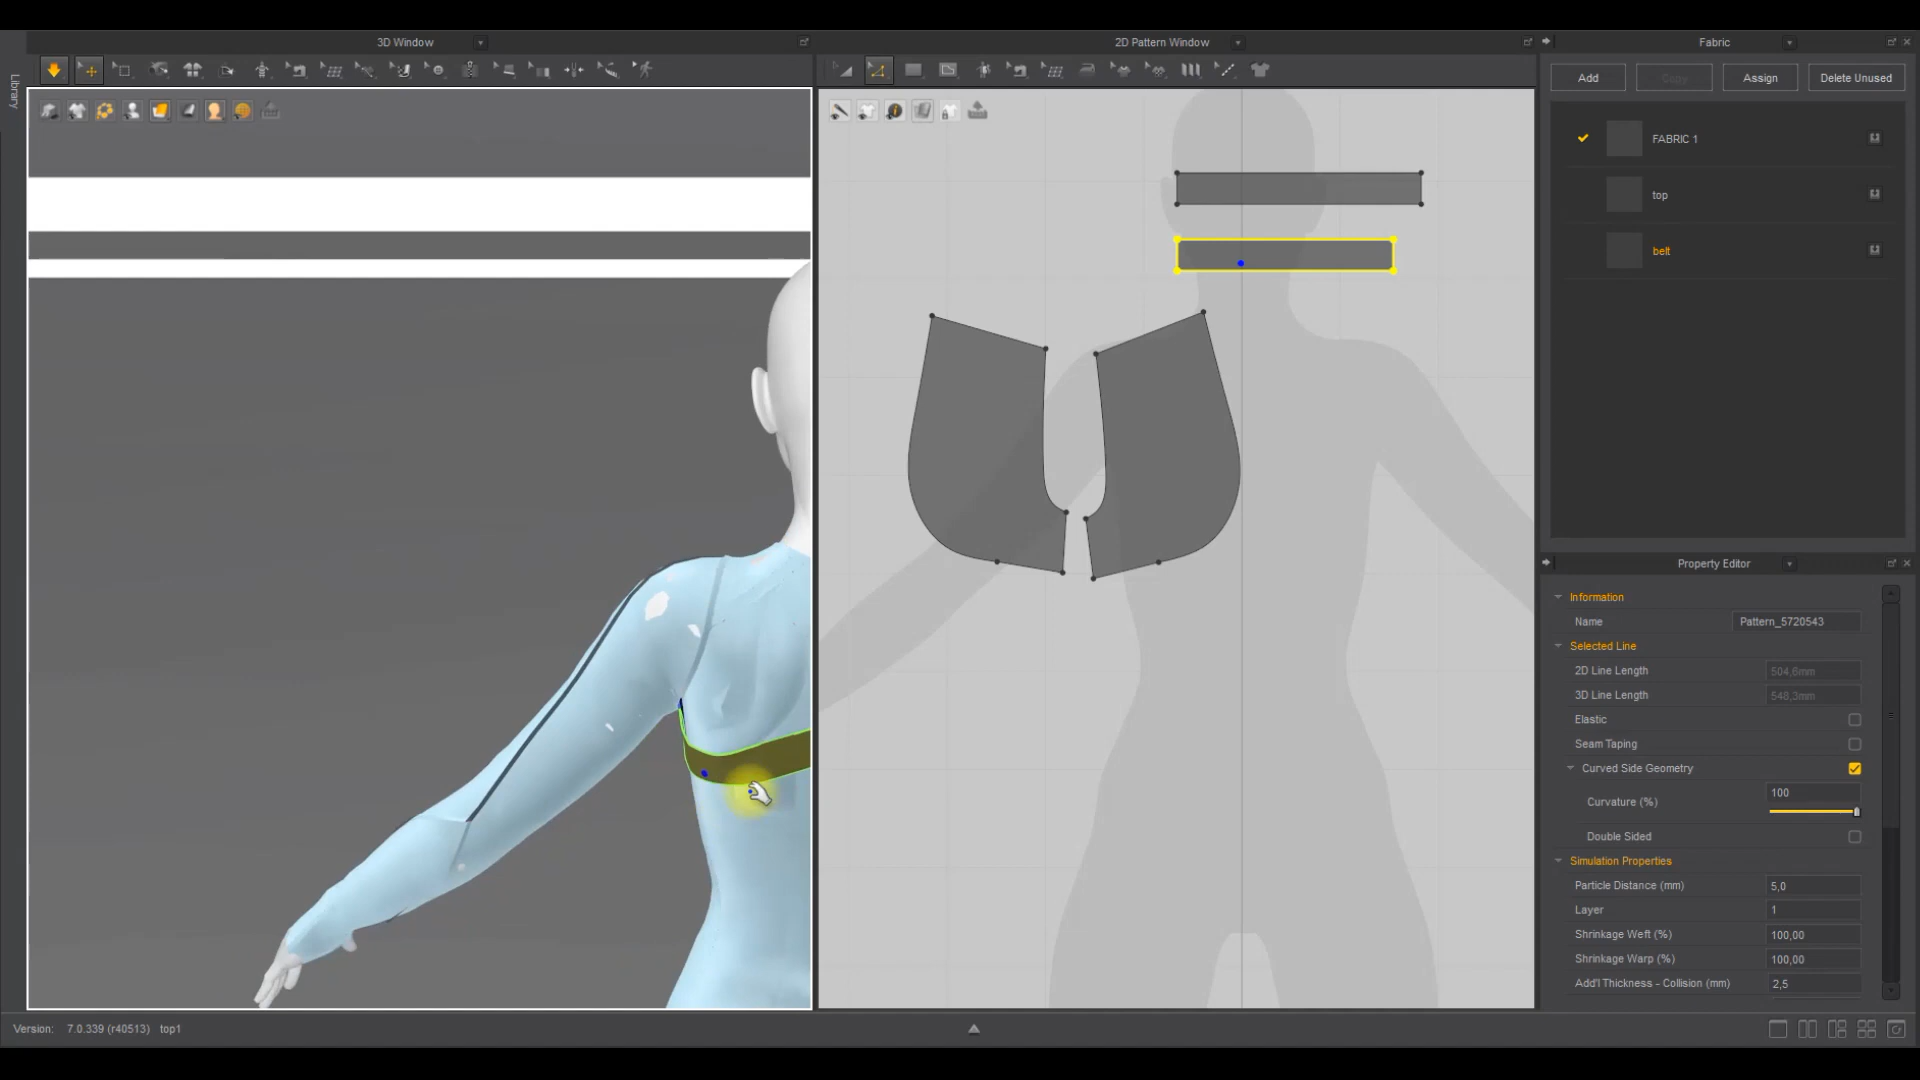 3D Window
2D Pattern Window
Fabric
Library
Add
Copy
Assign
Delete Unused
FABRIC 1
top
belt
Property Editor
Information
Name
Pattern_5720543
Selected Line
2D Line Length
504,6mm
3D Line Length
548,3mm
Elastic
Seam Taping
Curved Side Geometry
Curvature (%)
100
Double Sided
Simulation Properties
Particle Distance (mm)
5,0
Layer
1
Shrinkage Weft (%)
100,00
Shrinkage Warp (%)
100,00
Add'l Thickness - Collision (mm)
2,5
Version: 7.0.339 (r40513) top1